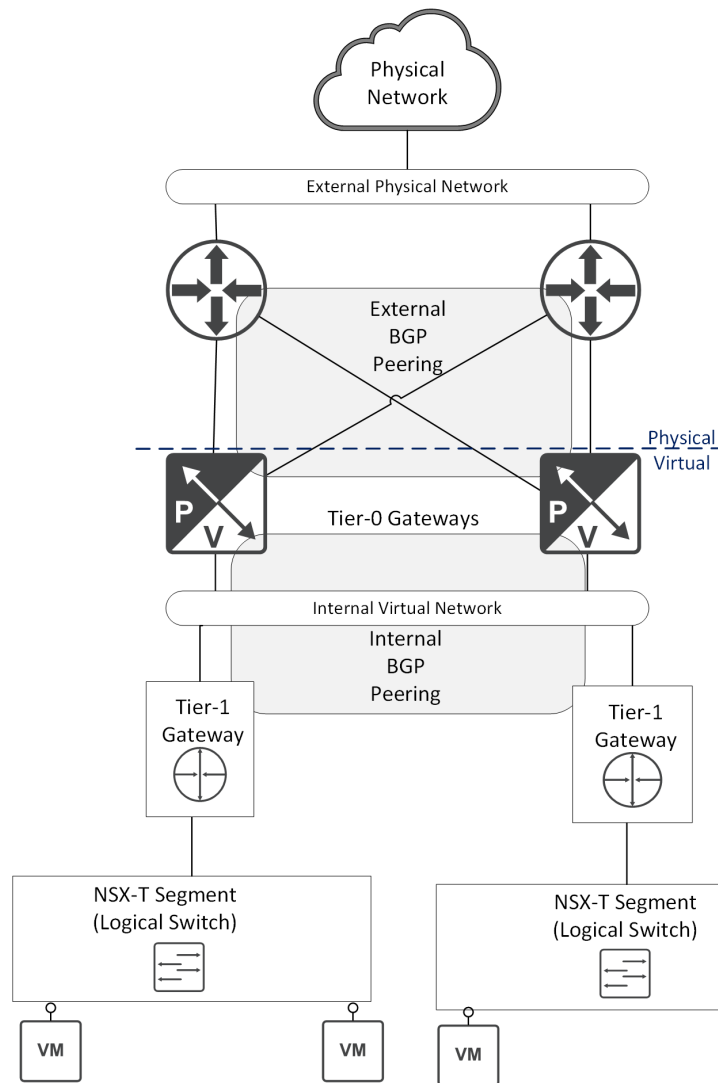 Physical
Network
External Physical Network
External
BGP
Peering
Physical
Virtual
P
V
Tier-0 Gateways
P
V
Internal Virtual Network
Internal
BGP
Peering
Tier-1
Gateway
Tier-1
Gateway
NSX-T Segment
(Logical Switch)
NSX-T Segment
(Logical Switch)
VM
VM
VM